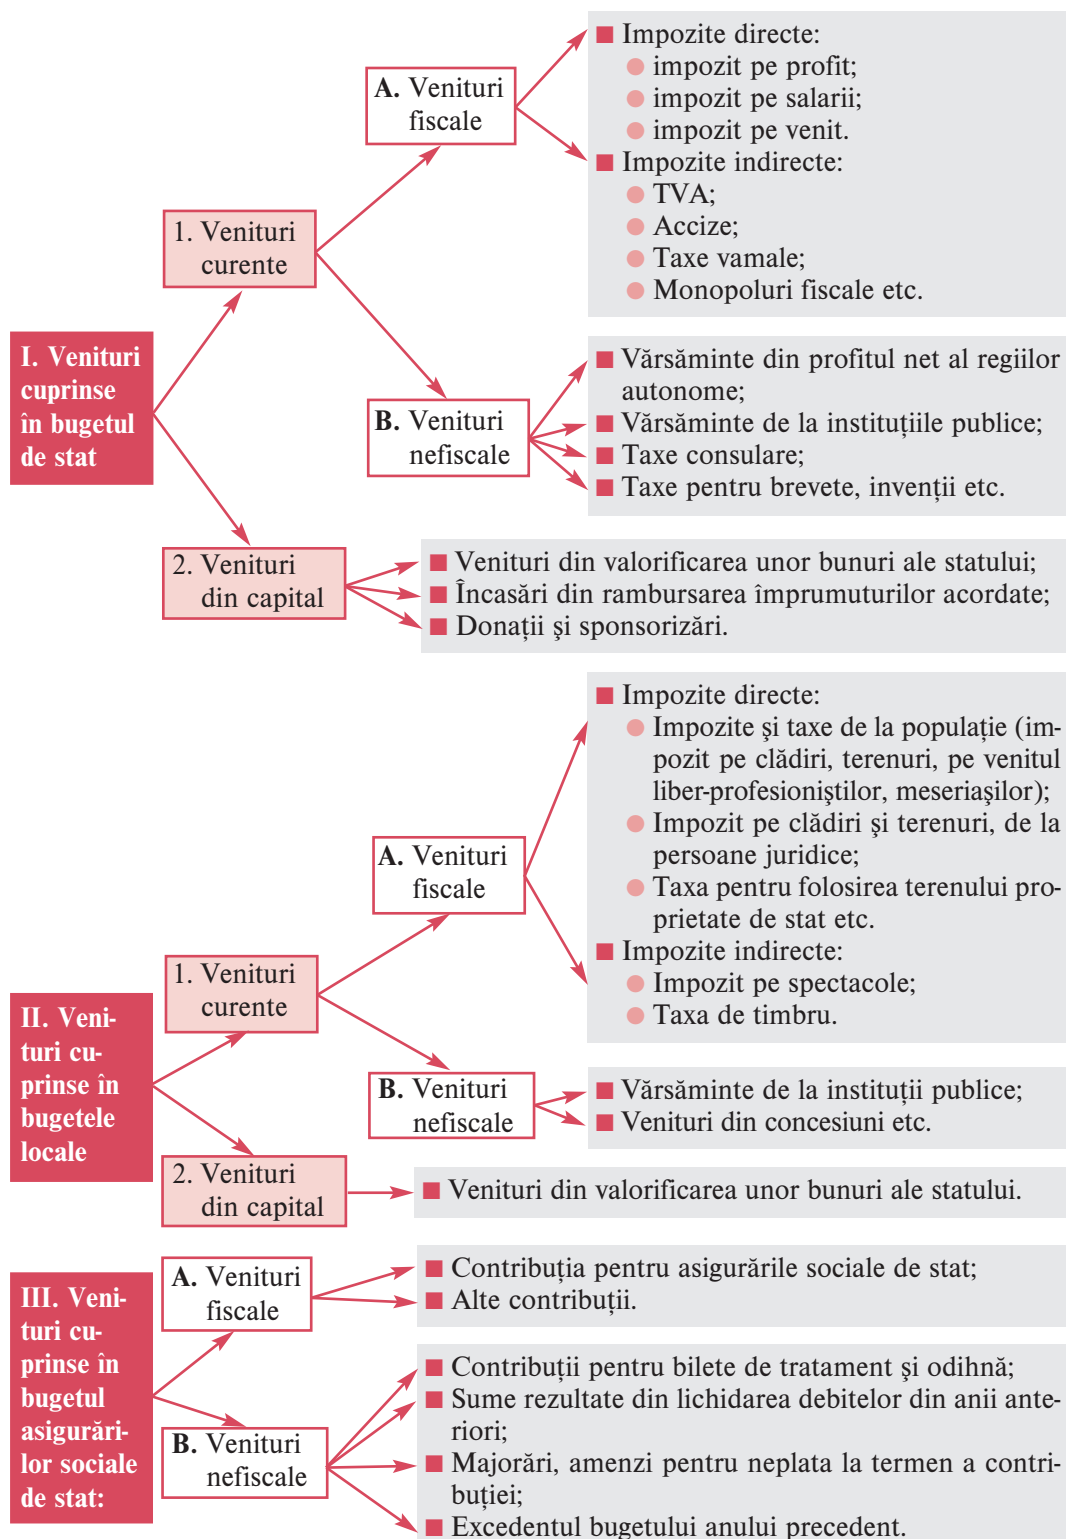 I. Venituri
cuprinse
în bugetul
de stat
1. Venituri
curente
A. Venituri
fiscale
■ Impozite directe:
● impozit pe profit;
● impozit pe salarii;
● impozit pe venit.
■ Impozite indirecte:
● TVA;
● Accize;
● Taxe vamale;
● Monopoluri fiscale etc.
B. Venituri
nefiscale
■ Vărsăminte din profitul net al regiilor
autonome;
■ Vărsăminte de la instituțiile publice;
■ Taxe consulare;
■ Taxe pentru brevete, invenții etc.
2. Venituri
din capital
■ Venituri din valorificarea unor bunuri ale statului;
■ Încasări din rambursarea împrumuturilor acordate;
■ Donații şi sponsorizări.
II. Veni-
turi cu-
prinse în
bugetele
locale
1. Venituri
curente
A. Venituri
fiscale
■ Impozite directe:
● Impozite şi taxe de la populație (im-
pozit pe clădiri, terenuri, pe venitul
liber-profesioniştilor, meseriaşilor);
● Impozit pe clădiri şi terenuri, de la
persoane juridice;
● Taxa pentru folosirea terenului pro-
prietate de stat etc.
■ Impozite indirecte:
● Impozit pe spectacole;
● Taxa de timbru.
B. Venituri
nefiscale
■ Vărsăminte de la instituții publice;
■ Venituri din concesiuni etc.
2. Venituri
din capital
■ Venituri din valorificarea unor bunuri ale statului.
III. Veni-
turi cu-
prinse în
bugetul
asigurări-
lor sociale
de stat:
A. Venituri
fiscale
■ Contribuția pentru asigurările sociale de stat;
■ Alte contribuții.
B. Venituri
nefiscale
■ Contribuții pentru bilete de tratament şi odihnă;
■ Sume rezultate din lichidarea debitelor din anii ante-
riori;
■ Majorări, amenzi pentru neplata la termen a contri-
buției;
■ Excedentul bugetului anului precedent.